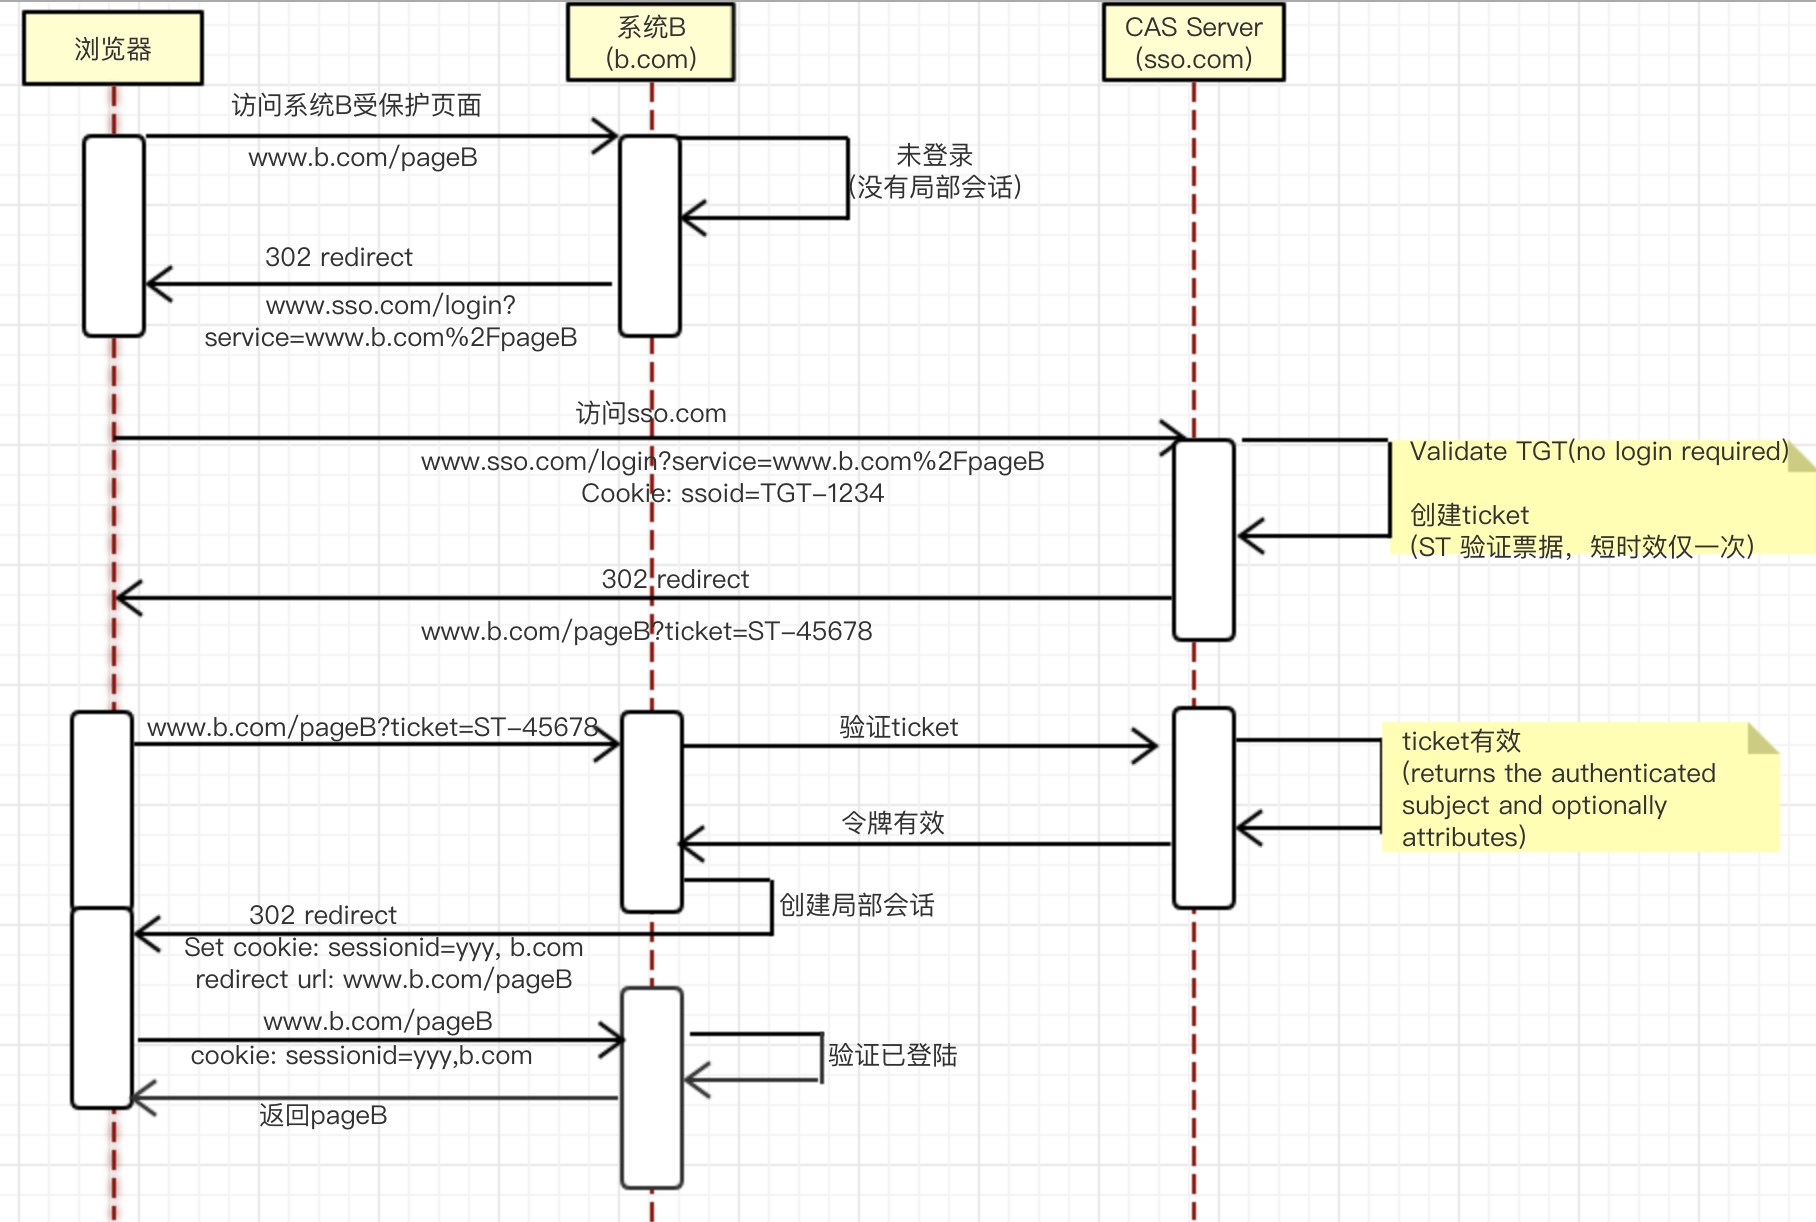 浏览器
系统B
(b.com)
CAS Server
(sso.com)
访问系统B受保护页面
www.b.com/pageB
未登录
(没有局部会话)
302 redirect
www.sso.com/login?
service=www.b.com%2FpageB
访问sso.com
www.sso.com/login?service=www.b.com%2FpageB
Cookie: ssoid=TGT-1234
Validate TGT(no login required)
创建ticket
(ST 验证票据，短时效仅一次)
302 redirect
www.b.com/pageB?ticket=ST-45678
www.b.com/pageB?ticket=ST-45678
验证ticket
ticket有效
(returns the authenticated
subject and optionally
attributes)
令牌有效
创建局部会话
302 redirect
Set cookie: sessionid=yyy, b.com
redirect url: www.b.com/pageB
www.b.com/pageB
cookie: sessionid=yyy,b.com
验证已登陆
返回pageB